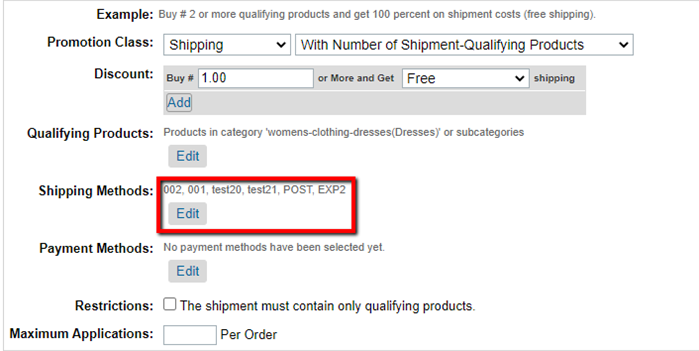 Example: Buy # 2 or more qualifying products and get 100 percent on shipment costs (free shipping).
Promotion Class: Shipping With Number of Shipment-Qualifying Products
Discount: Buy # 1.00 or More and Get Free shipping
Add
Qualifying Products: Products in category 'womens-clothing-dresses(Dresses)' or subcategories
Edit
Shipping Methods: 002, 001, test20, test21, POST, EXP2
Edit
Payment Methods: No payment methods have been selected yet.
Edit
Restrictions: The shipment must contain only qualifying products.
Maximum Applications: Per Order